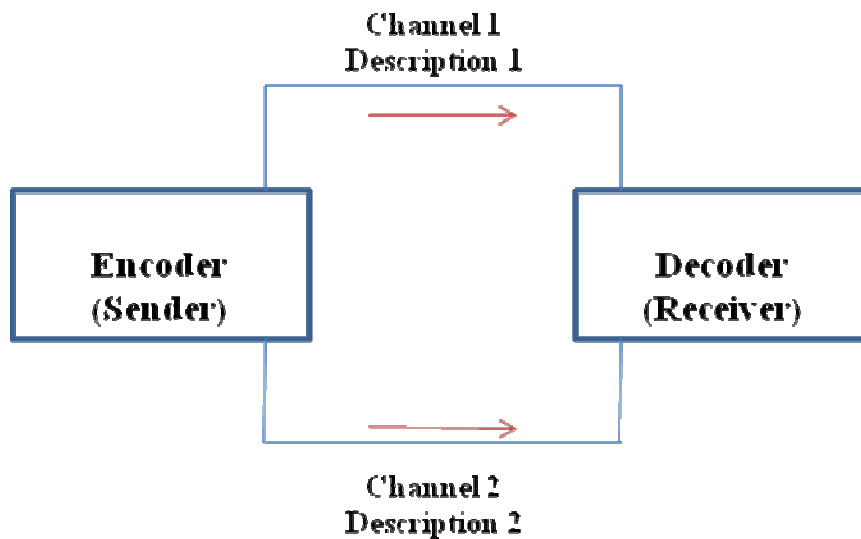 Channel 1
Description 1
Encoder
(Sender)
Decoder
(Receiver)
Channel 2
Description 2